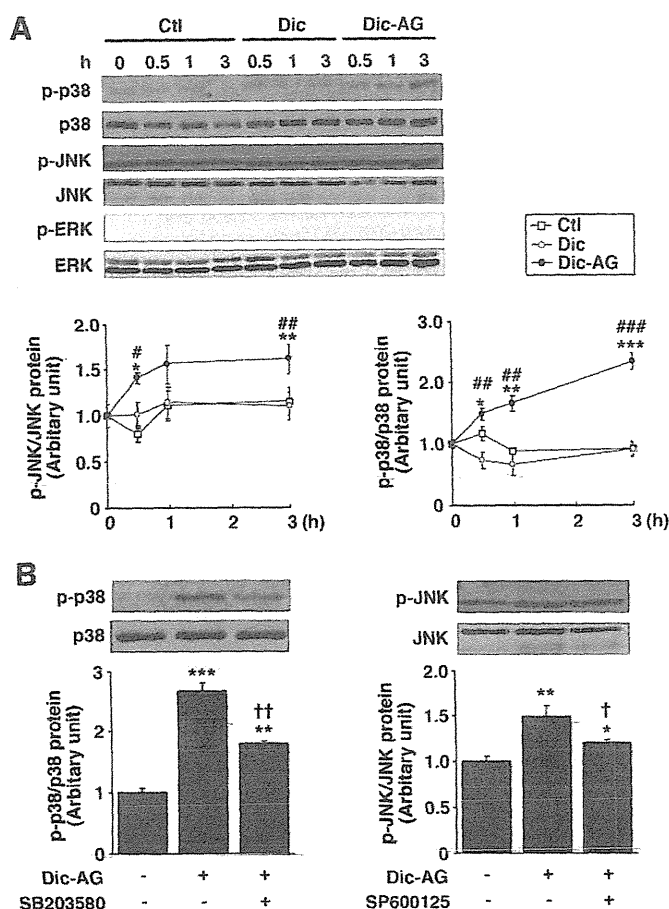 A
Ctl Dic Dic-AG
h 0 0.5 1 3 0.5 1 3 0.5 1 3
p-p38
p38
p-JNK
JNK
p-ERK
ERK
Ctl
Dic
Dic-AG
p-JNK/JNK protein
(Arbitary unit)
2.0
1.5
1.0
0.5
0
# *
## **
0 1 2 3 (h)
p-p38/p38 protein
(Arbitary unit)
3.0
2.0
1.0
0
## *
## **
### ***
0 1 2 3 (h)
B
p-p38
p38
p-p38/p38 protein
(Arbitary unit)
3
2
1
0
***
††
**
Dic-AG - + +
SB203580 - - +
p-JNK
JNK
p-JNK/JNK protein
(Arbitary unit)
2.0
1.5
1.0
0.5
0.0
**
†
*
Dic-AG - + +
SP600125 - - +